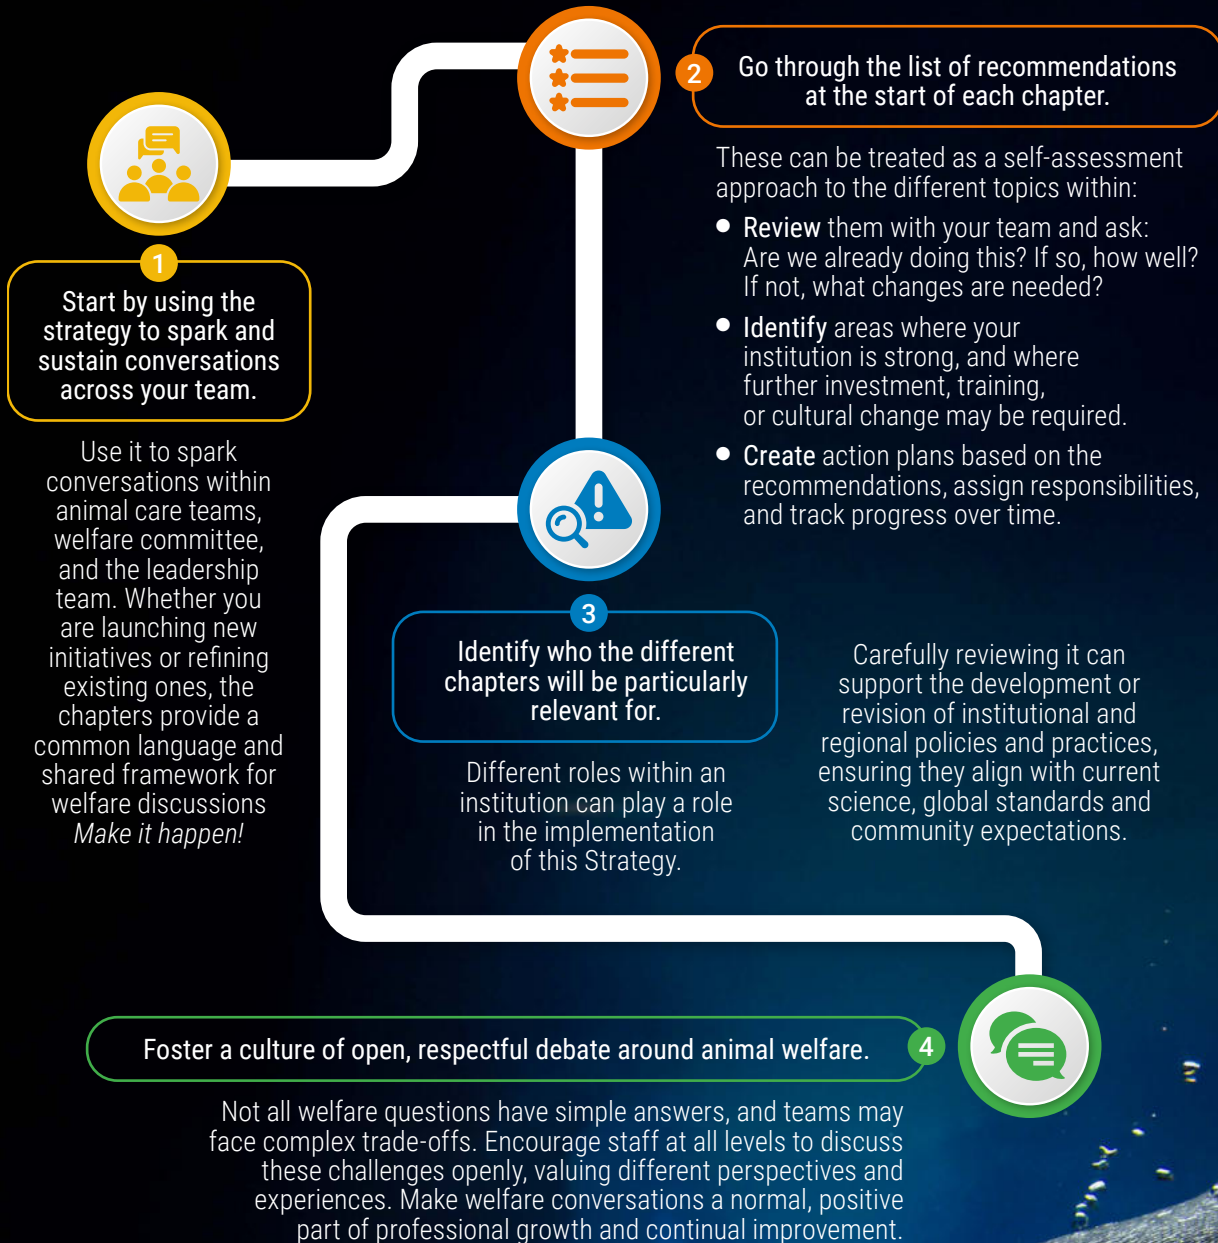 1
Start by using the
strategy to spark and
sustain conversations
across your team.
Use it to spark
conversations within
animal care teams,
welfare committee,
and the leadership
team. Whether you
are launching new
initiatives or refining
existing ones, the
chapters provide a
common language and
shared framework for
welfare discussions
Make it happen!
2
Go through the list of recommendations
at the start of each chapter.
These can be treated as a self-assessment
approach to the different topics within:
• Review them with your team and ask:
Are we already doing this? If so, how well?
If not, what changes are needed?
• Identify areas where your
institution is strong, and where
further investment, training,
or cultural change may be required.
• Create action plans based on the
recommendations, assign responsibilities,
and track progress over time.
3
Identify who the different
chapters will be particularly
relevant for.
Different roles within an
institution can play a role
in the implementation
of this Strategy.
Carefully reviewing it can
support the development or
revision of institutional and
regional policies and practices,
ensuring they align with current
science, global standards and
community expectations.
Foster a culture of open, respectful debate around animal welfare.
4
Not all welfare questions have simple answers, and teams may
face complex trade-offs. Encourage staff at all levels to discuss
these challenges openly, valuing different perspectives and
experiences. Make welfare conversations a normal, positive
part of professional growth and continual improvement.